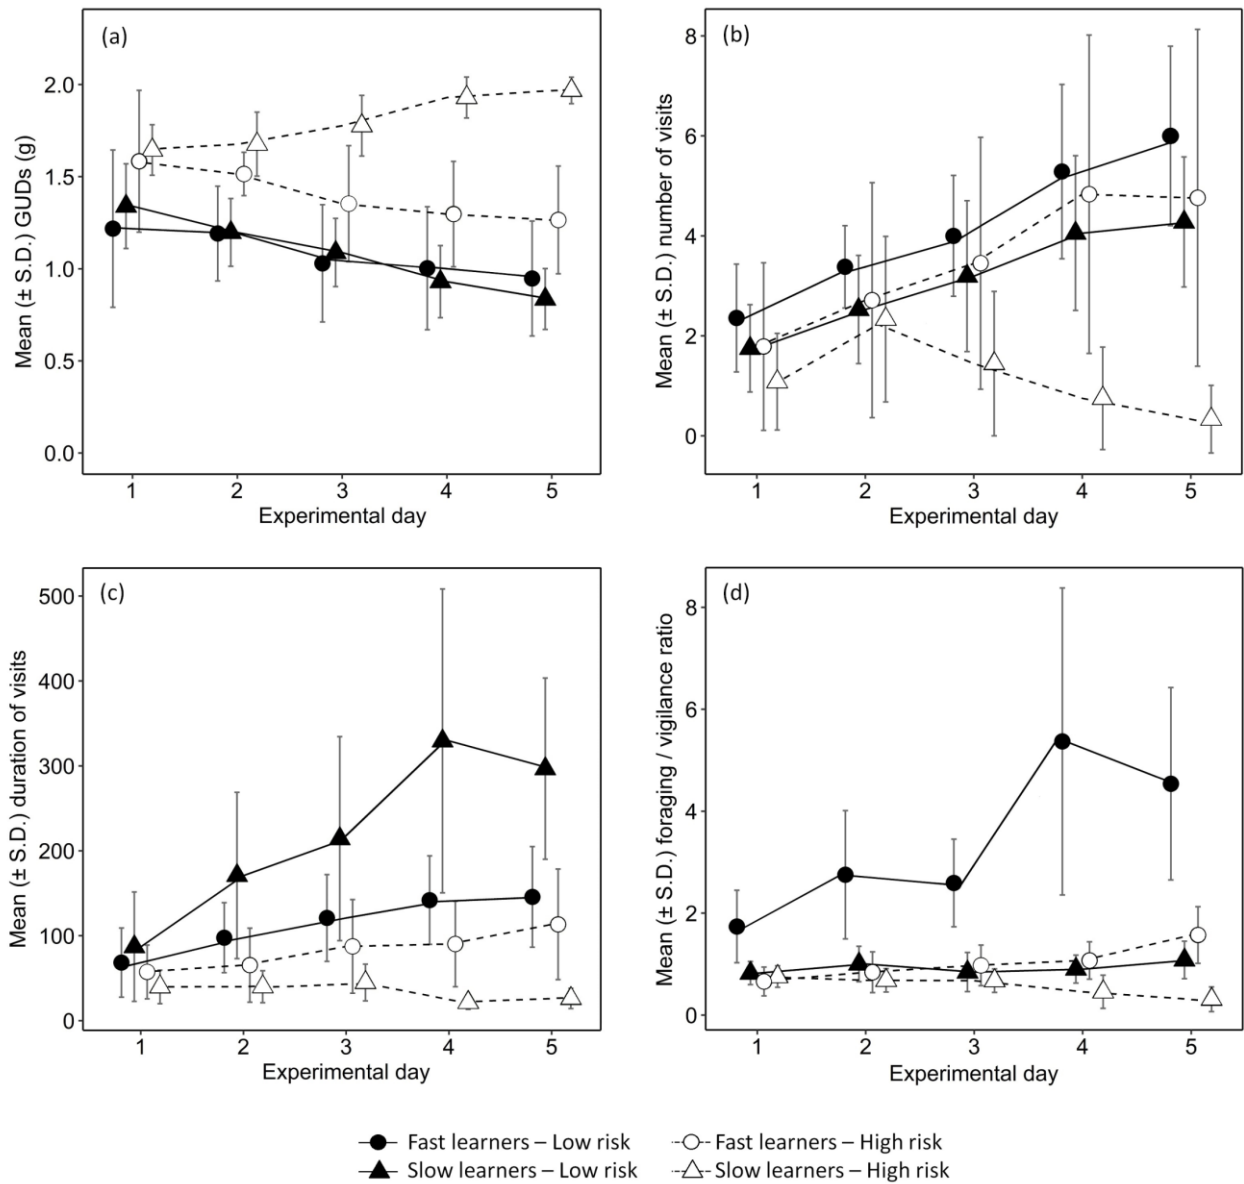 (a)
Mean (± S.D.) GUDs (g)
2.0
1.5
1.0
0.5
0.0
1 2 3 4 5
Experimental day
(b)
Mean (± S.D.) number of visits
8
6
4
2
0
1 2 3 4 5
Experimental day
(c)
Mean (± S.D.) duration of visits
500
400
300
200
100
0
1 2 3 4 5
Experimental day
(d)
Mean (± S.D.) foraging / vigilance ratio
8
6
4
2
0
1 2 3 4 5
Experimental day
Fast learners – Low risk
Fast learners – High risk
Slow learners – Low risk
Slow learners – High risk